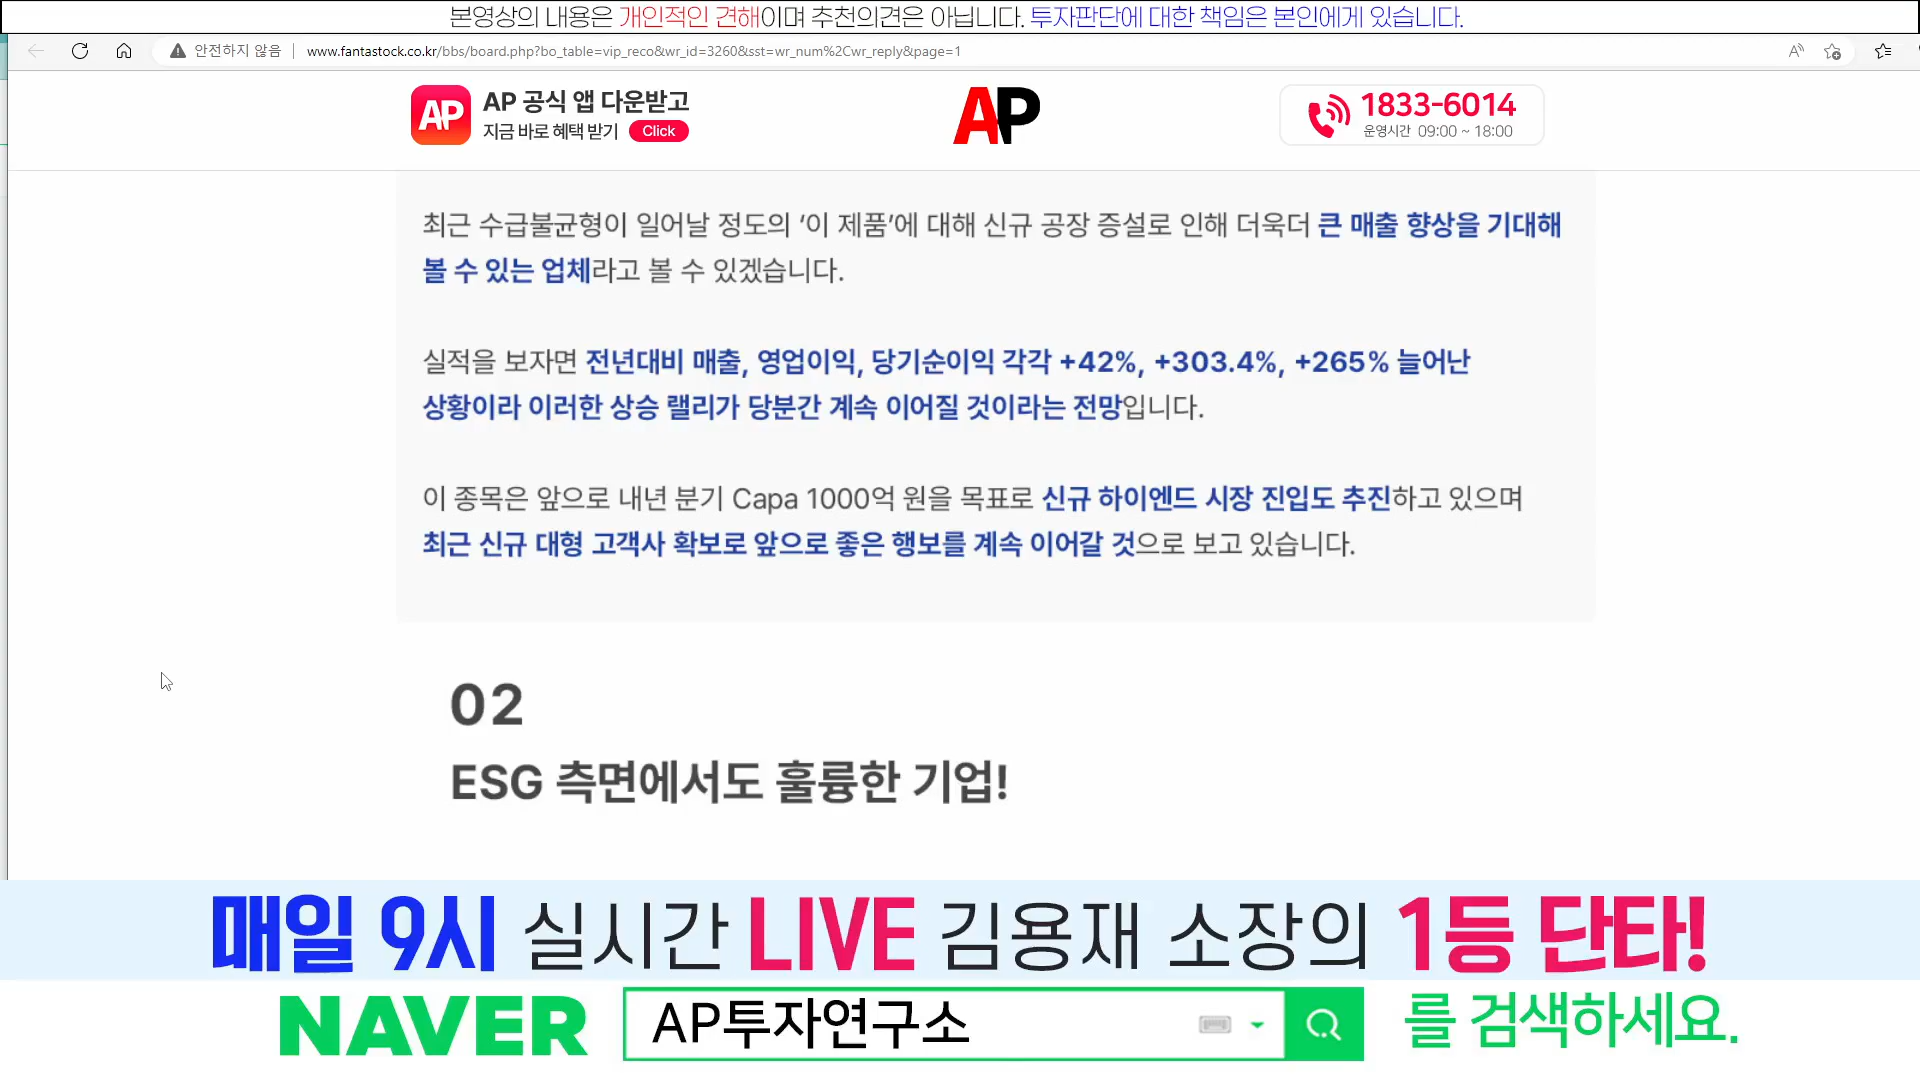 본영상의 내용은 개인적인 견해이며 추천의견은 아닙니다. 투자판단에 대한 책임은 본인에게 있습니다.
안전하지 않음 | www.fantastock.co.kr/bbs/board.php?bo_table=vip_reco&wr_id=3260&sst=wr_num%2Cwr_reply&page=1
AP
AP 공식 앱 다운받고
지금 바로 혜택 받기 Click
AP
1833-6014
운영시간 09:00 ~ 18:00
최근 수급불균형이 일어날 정도의 ‘이 제품’에 대해 신규 공장 증설로 인해 더욱더 큰 매출 향상을 기대해
볼 수 있는 업체라고 볼 수 있겠습니다.
실적을 보자면 전년대비 매출, 영업이익, 당기순이익 각각 +42%, +303.4%, +265% 늘어난
상황이라 이러한 상승 랠리가 당분간 계속 이어질 것이라는 전망입니다.
이 종목은 앞으로 내년 분기 Capa 1000억 원을 목표로 신규 하이엔드 시장 진입도 추진하고 있으며
최근 신규 대형 고객사 확보로 앞으로 좋은 행보를 계속 이어갈 것으로 보고 있습니다.
02
ESG 측면에서도 훌륭한 기업!
매일 9시 실시간 LIVE 김용재 소장의 1등 단타!
NAVER AP투자연구소 를 검색하세요.